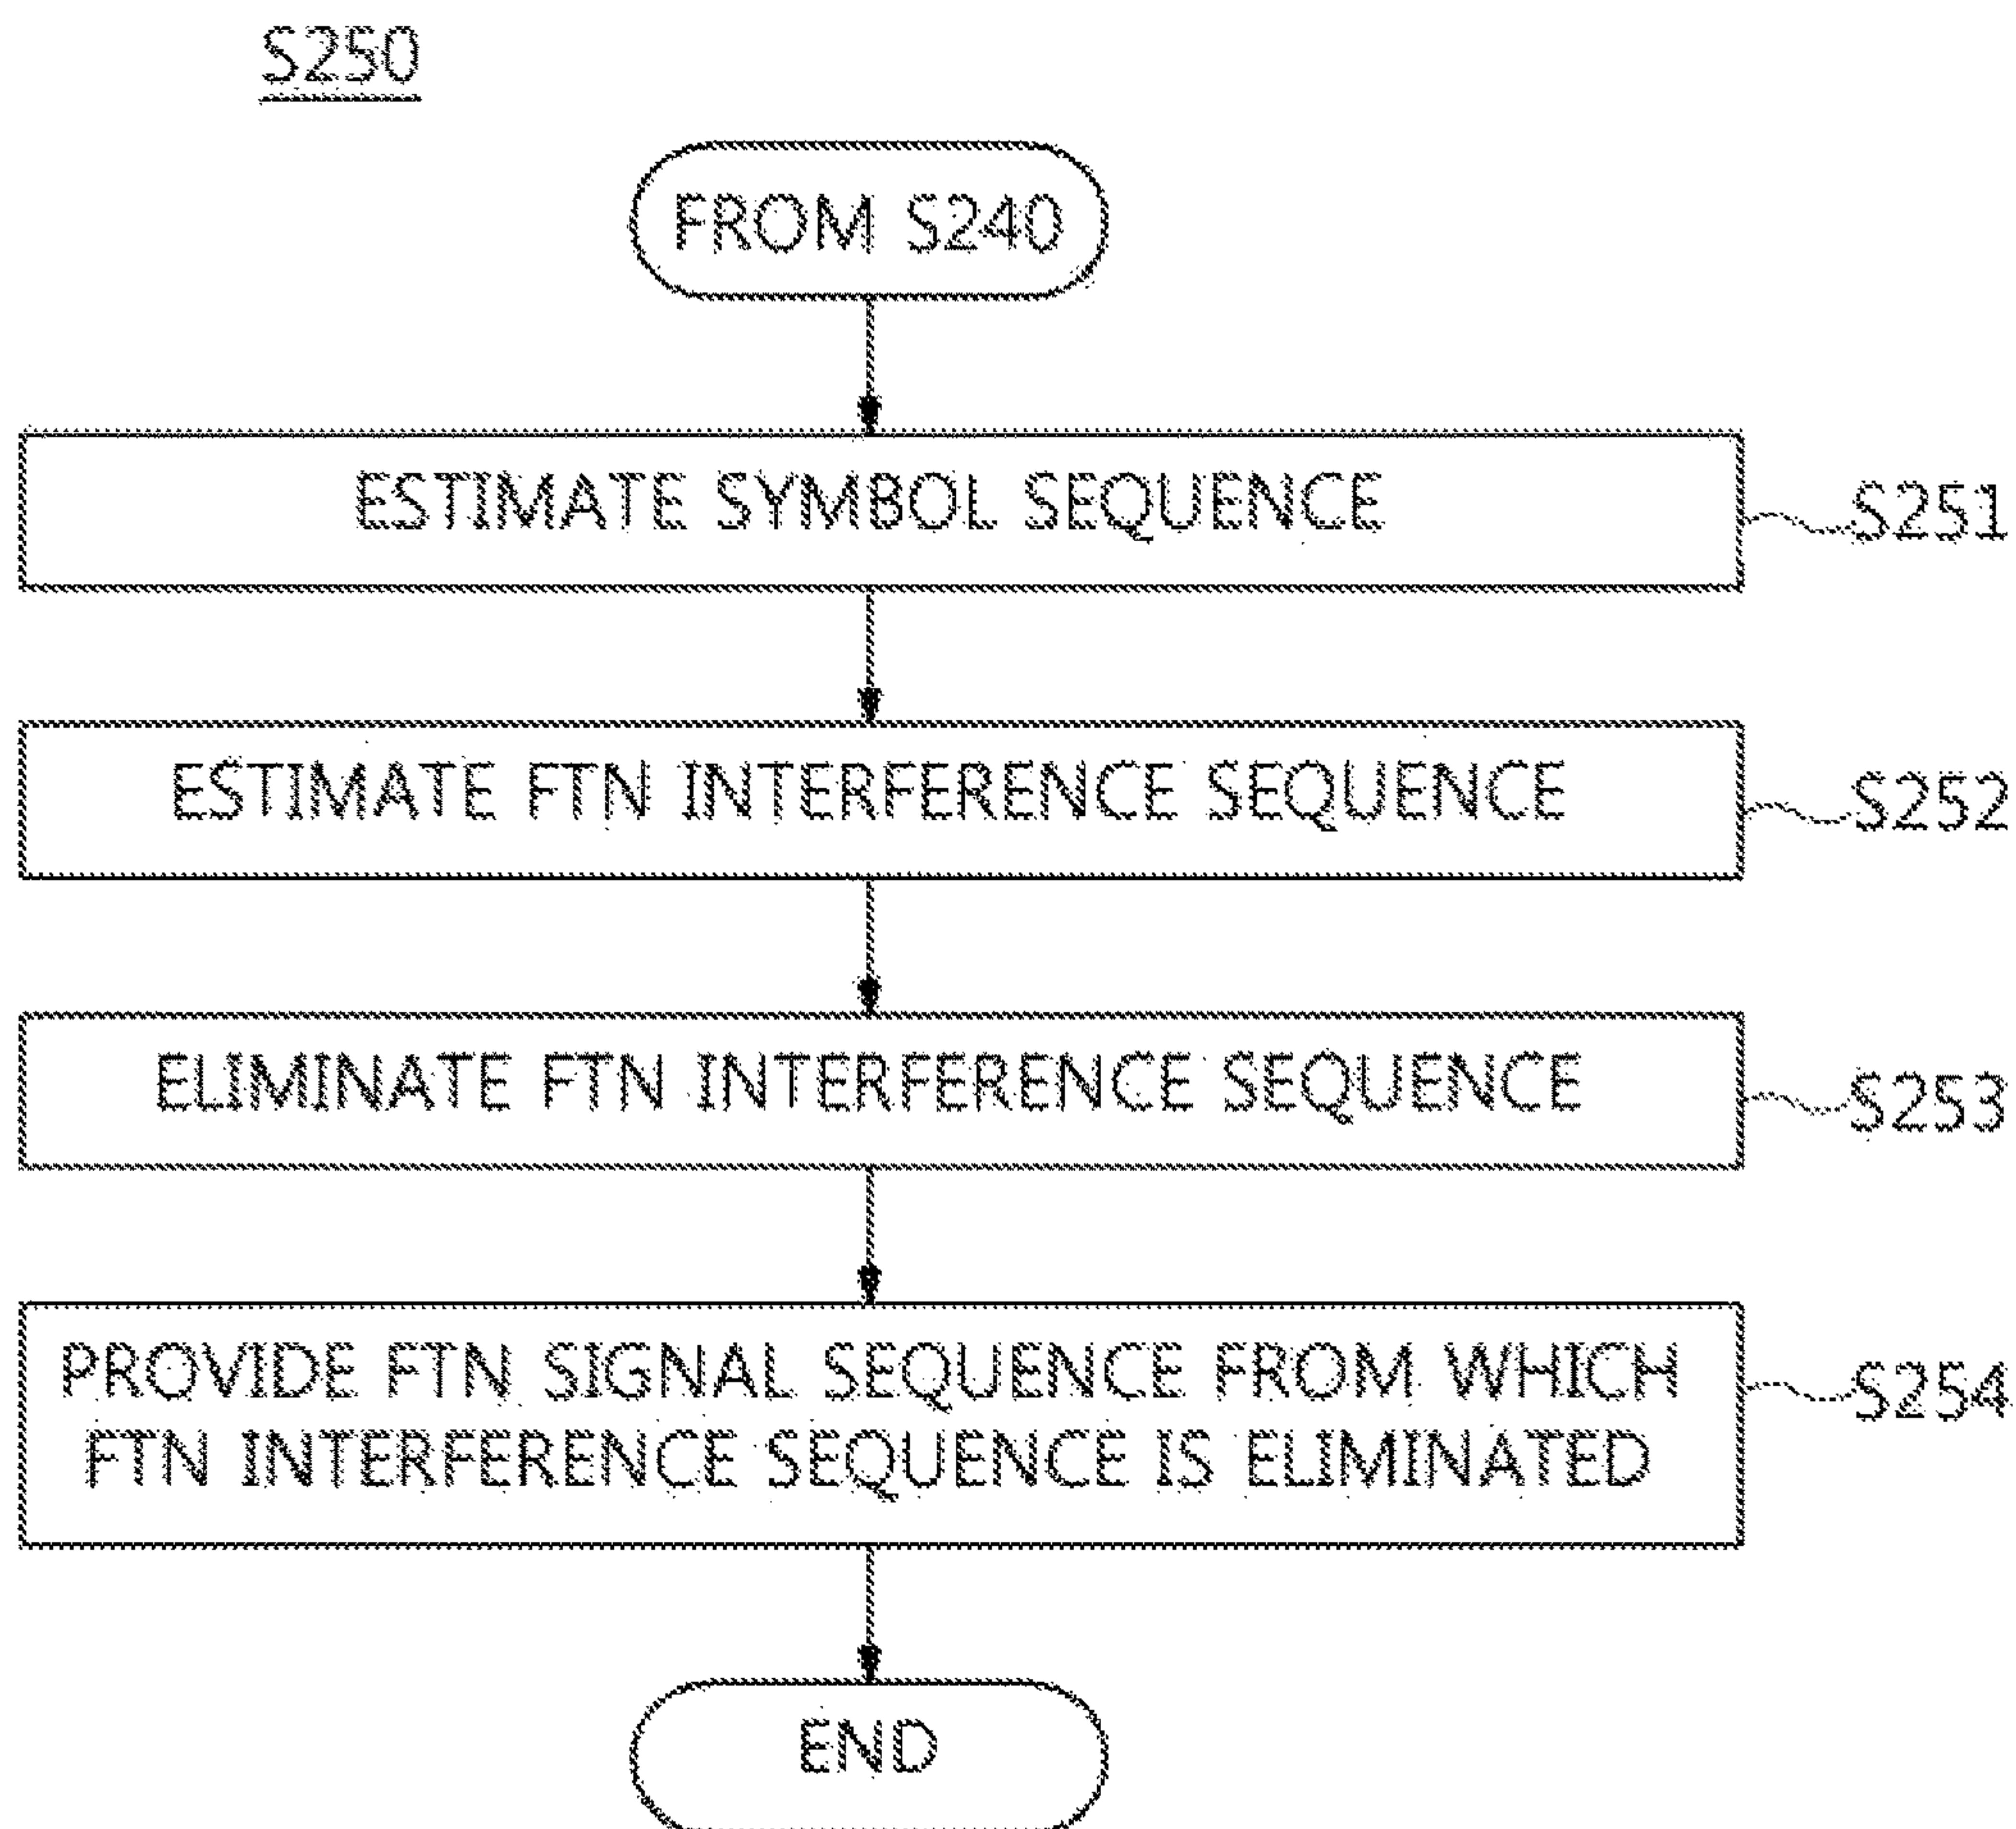 S250
FROM S240
ESTIMATE SYMBOL SEQUENCE
S251
ESTIMATE FTN INTERFERENCE SEQUENCE
S252
ELIMINATE FTN INTERFERENCE SEQUENCE
S253
PROVIDE FTN SIGNAL SEQUENCE FROM WHICH
FTN INTERFERENCE SEQUENCE IS ELIMINATED
S254
END